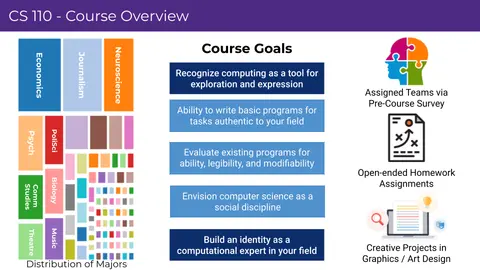 CS 110 - Course Overview
Economics
Journalism
Neuroscience
Psych
PoliSci
Comm
Studies
Biology
Theatre
Music
Distribution of Majors
Course Goals
Recognize computing as a tool for
exploration and expression
Ability to write basic programs for
tasks authentic to your field
Evaluate existing programs for
ability, legibility, and modifiability
Envision computer science as a
social discipline
Build an identity as a
computational expert in your field
Assigned Teams via
Pre-Course Survey
Open-ended Homework
Assignments
Creative Projects in
Graphics / Art Design